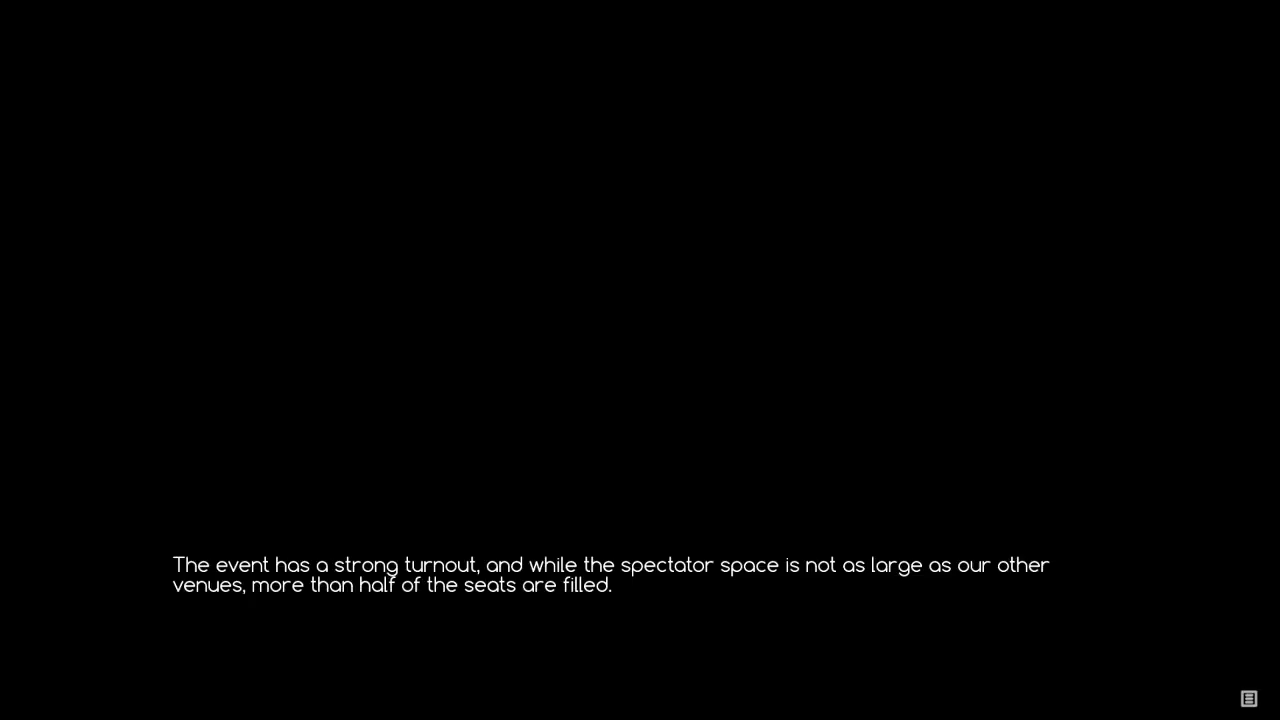 The event has a strong turnout, and while the spectator space is not as large as our other
venues, more than half of the seats are filled.